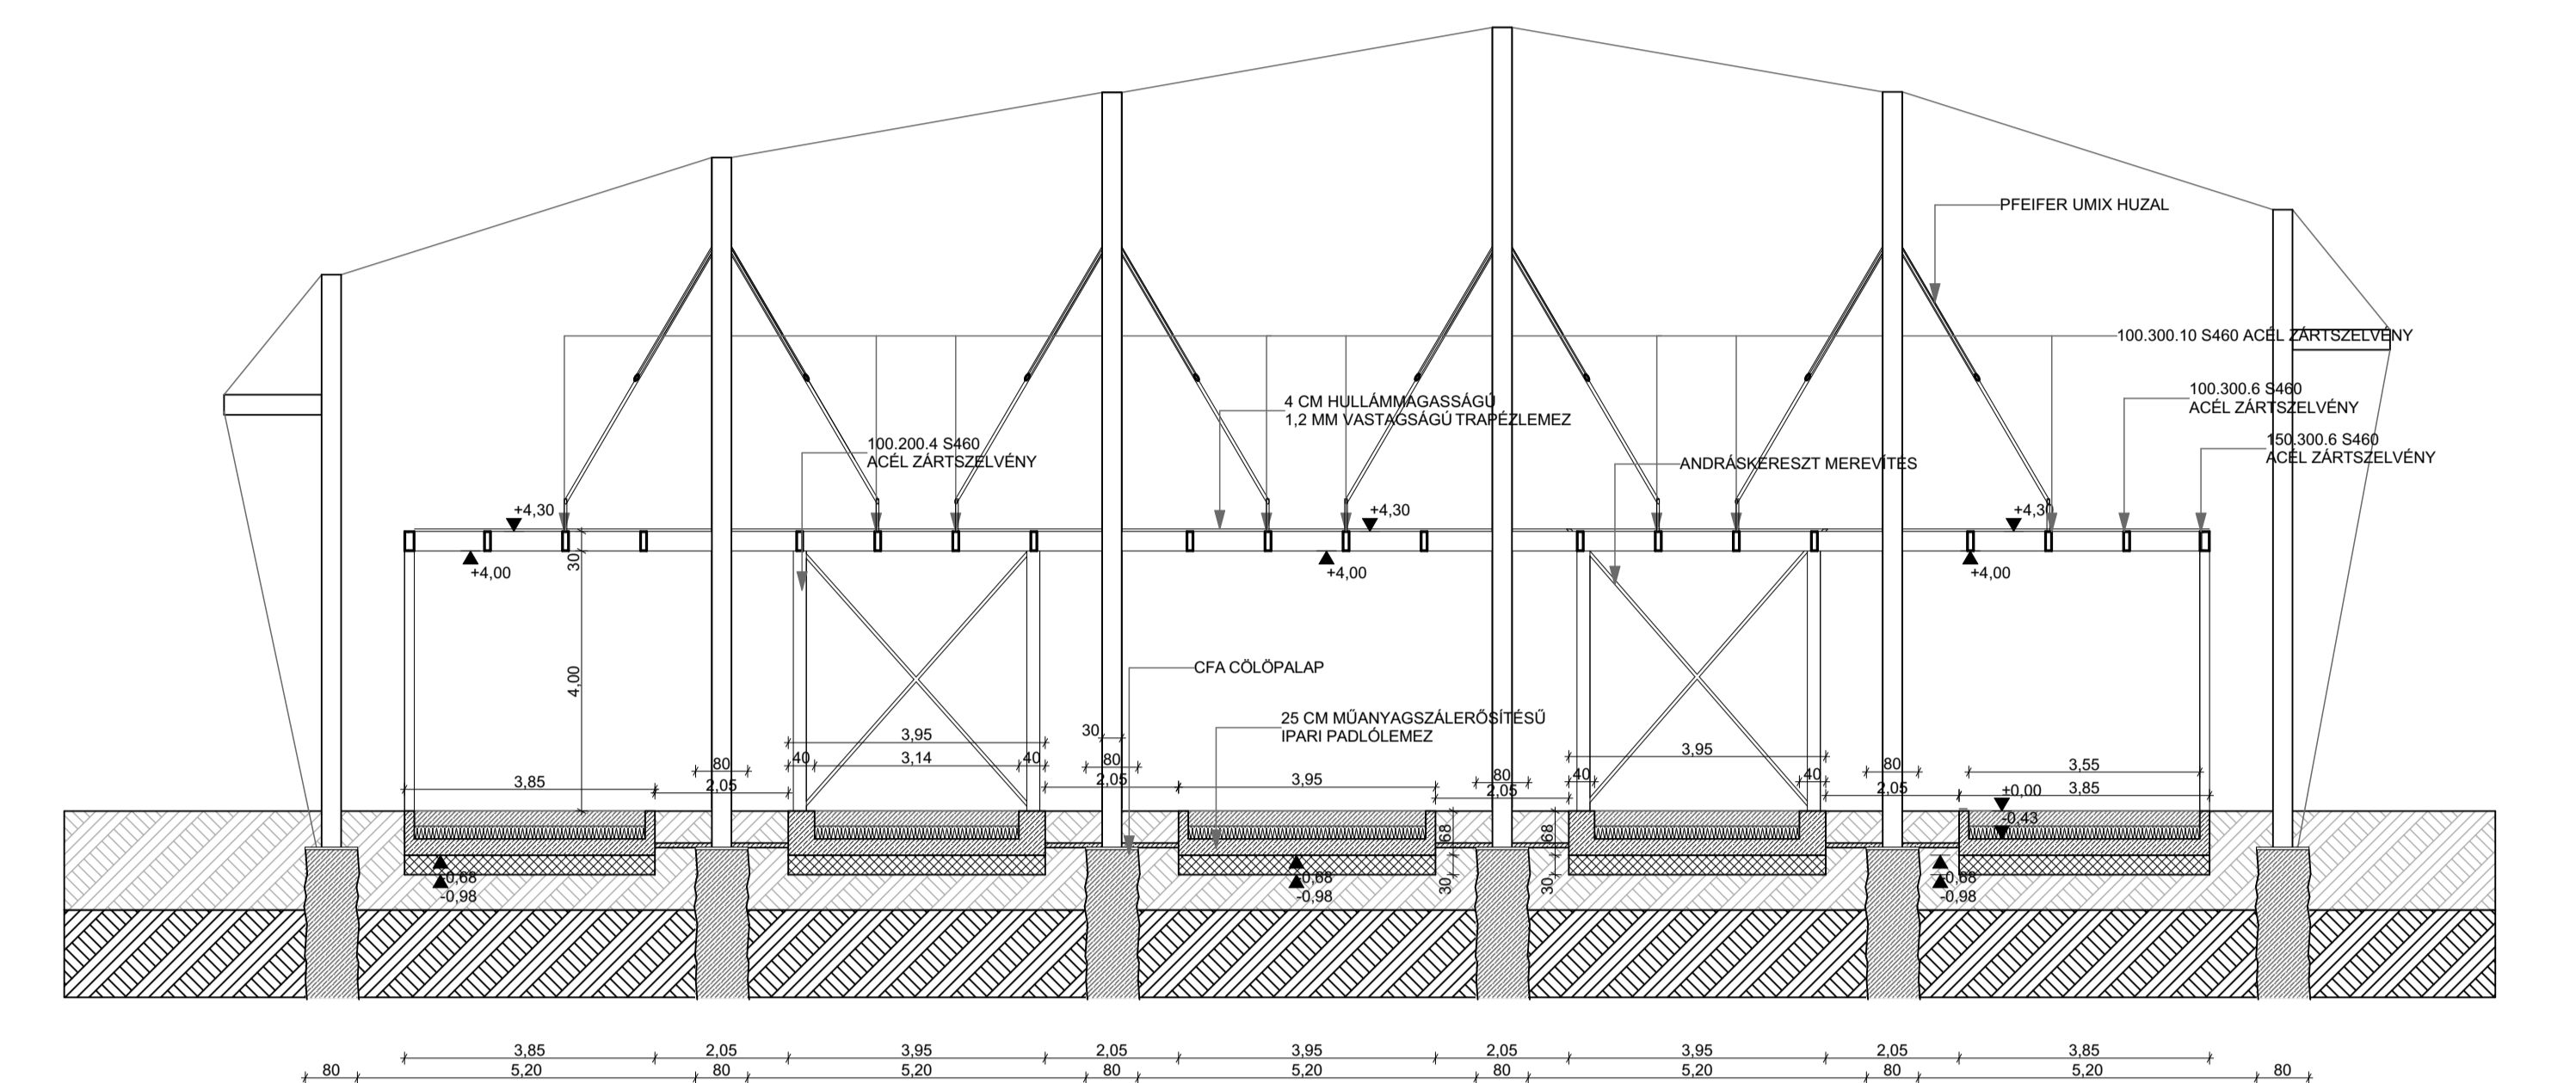 PFEIFER UMIX HUZAL
100.300.10 S460 ACÉL ZÁRTSZELVÉNY
4 CM HULLÁMMAGASSÁGÚ
1,2 MM VASTAGSÁGÚ TRAPÉZLEMEZ
100.300.6 S460
ACÉL ZÁRTSZELVÉNY
100.200.4 S460
ACÉL ZÁRTSZELVÉNY
150.300.6 S460
ACÉL ZÁRTSZELVÉNY
ANDRÁSKERESZT MEREVÍTÉS
+4,30 +4,30 +4,30
30
+4,00 +4,00 +4,00
4,00
CFA CÖLÖPALAP
25 CM MŰANYAGSZÁLERŐSÍTÉSŰ
IPARI PADLÓLEMEZ
3,95 30 3,95
80 40 3,14 40 80 80 40 40 80 3,55
3,85 2,05 2,05 3,95 2,05 2,05 3,85
+0,00
-0,43
68 68
-0,68 -0,68 -0,68
30 30
-0,98 -0,98 -0,98
3,85 2,05 3,95 2,05 3,95 2,05 3,95 2,05 3,85
80 5,20 80 5,20 80 5,20 80 5,20 80 5,20 80